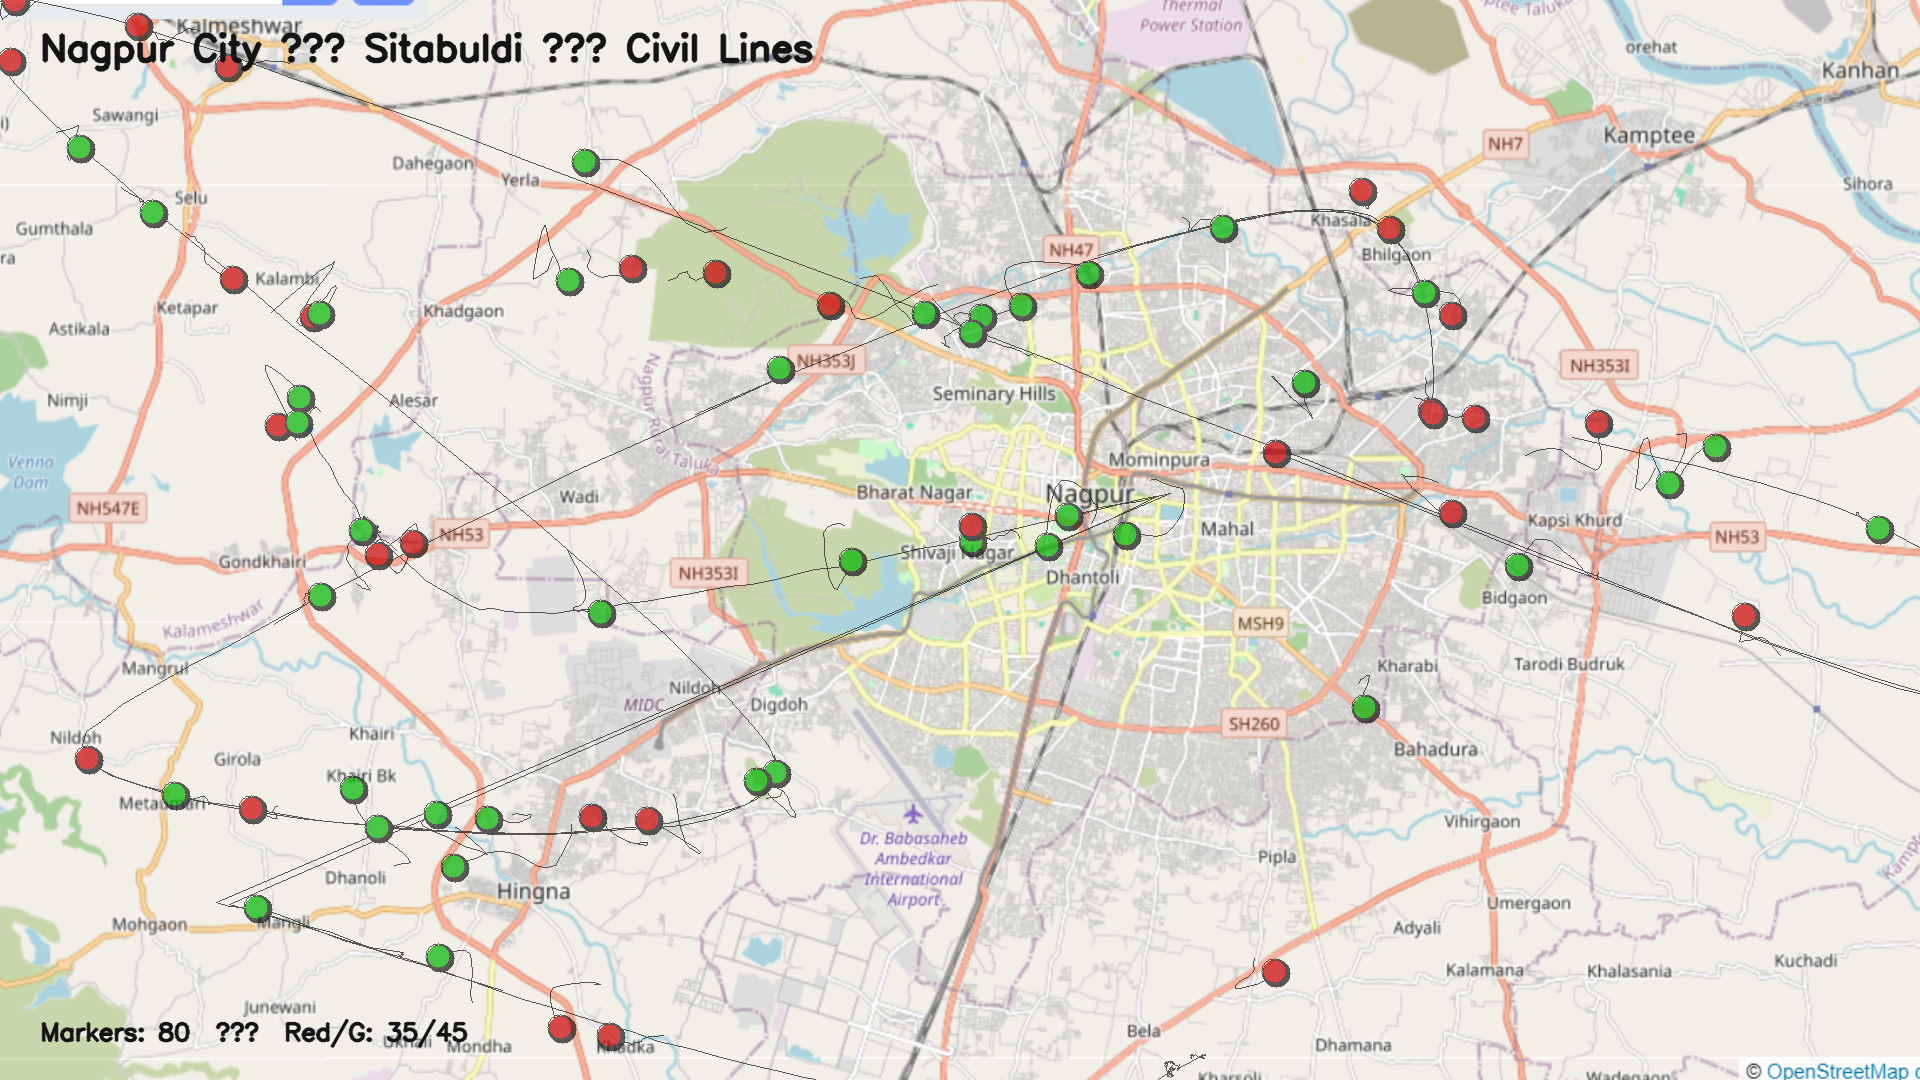 Kalmeshwar
Nagpur City ??? Sitabuldi ??? Civil Lines
Thermal
Power Station
orehat
Kanhan
Sawangi
i)
Kamptee
NH7
Dahegaon
Yerla
Selu
Sihora
Gumthala
Khasala
NH47
Bhilgaon
ra
Kalambi
Ketapar
Khadgaon
Astikala
NH353J
NH353I
Nagpur Rural Taluka
Seminary Hills
Nimji
Alesar
Mominpura
Venna
Dam
Bharat Nagar
Nagpur
Wadi
NH547E
NH53
Mahal
Kapsi Khurd
NH53
Shivaji Nagar
Gondkhairi
NH353I
Dhantoli
Bidgaon
Kalameshwar
MSH9
Mangrul
Kharabi
Tarodi Budruk
Nildoh
MIDC
Digdoh
SH260
Nildoh
Khairi
Bahadura
Girola
Khairi Bk
Metaumari
Vihirgaon
Dr. Babasaheb
Ambedkar
International
Airport
Pipla
Dhanoli
Hingna
Umergaon
Mangli
Mohgaon
Adyali
Kalamana
Khalasania
Kuchadi
Junewani
Markers: 80 ??? Red/G: 35/45
Mondha
Khadka
Bela
Dhamana
Kharsoli
Wadegaon
© OpenStreetMap c